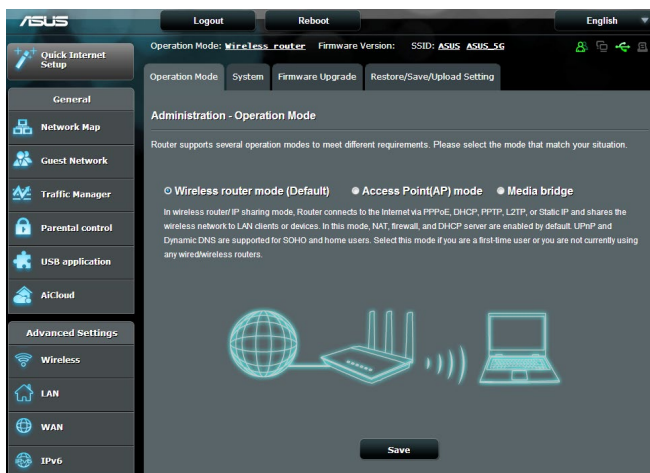 ASUS
Logout
Reboot
English
Quick Internet
Setup
Operation Mode: Wireless router Firmware Version: SSID: ASUS ASUS_5G
Operation Mode
System
Firmware Upgrade
Restore/Save/Upload Setting
General
Network Map
Guest Network
Traffic Manager
Parental control
USB application
AiCloud
Advanced Settings
Wireless
LAN
WAN
IPv6
Administration - Operation Mode
Router supports several operation modes to meet different requirements. Please select the mode that match your situation.
Wireless router mode (Default)
Access Point(AP) mode
Media bridge
In wireless router/ IP sharing mode, Router connects to the Internet via PPPoE, DHCP, PPTP, L2TP, or Static IP and shares the
wireless network to LAN clients or devices. In this mode, NAT, firewall, and DHCP server are enabled by default. UPnP and
Dynamic DNS are supported for SOHO and home users. Select this mode if you are a first-time user or you are not currently using
any wired/wireless routers.
Save